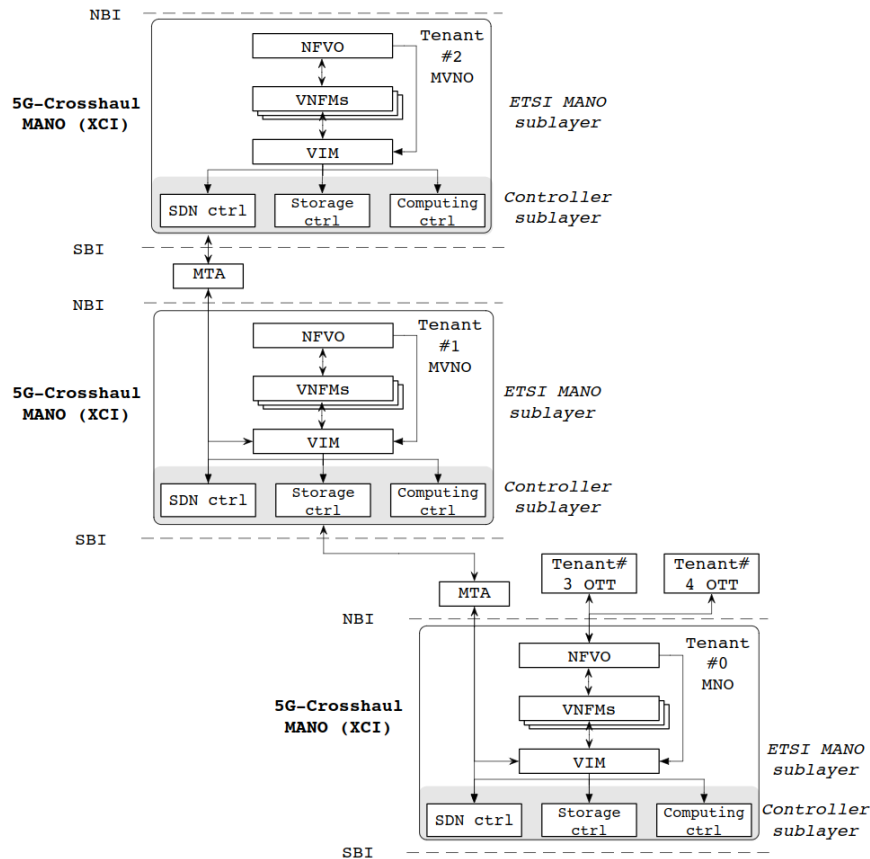 NBI
NFVO
Tenant
#2
MVNO
5G-Crosshaul
MANO (XCI)
VNFMs
ETSI MANO
sublayer
VIM
SDN ctrl
Storage
ctrl
Computing
ctrl
Controller
sublayer
SBI
MTA
NBI
NFVO
Tenant
#1
MVNO
5G-Crosshaul
MANO (XCI)
VNFMs
ETSI MANO
sublayer
VIM
SDN ctrl
Storage
ctrl
Computing
ctrl
Controller
sublayer
SBI
MTA
Tenant#
3 OTT
Tenant#
4 OTT
NBI
NFVO
Tenant
#0
MNO
5G-Crosshaul
MANO (XCI)
VNFMs
VIM
ETSI MANO
sublayer
SDN ctrl
Storage
ctrl
Computing
ctrl
Controller
sublayer
SBI